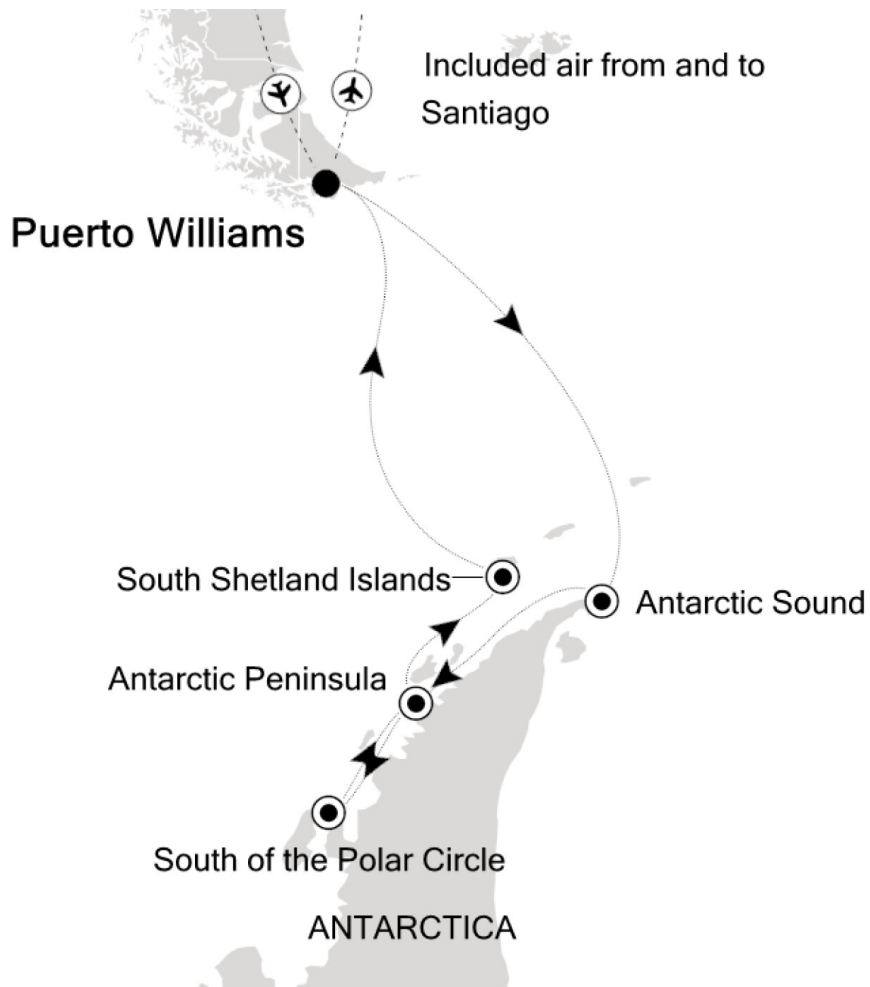 Included air from and to
Santiago
Puerto Williams
South Shetland Islands
Antarctic Sound
Antarctic Peninsula
South of the Polar Circle
ANTARCTICA